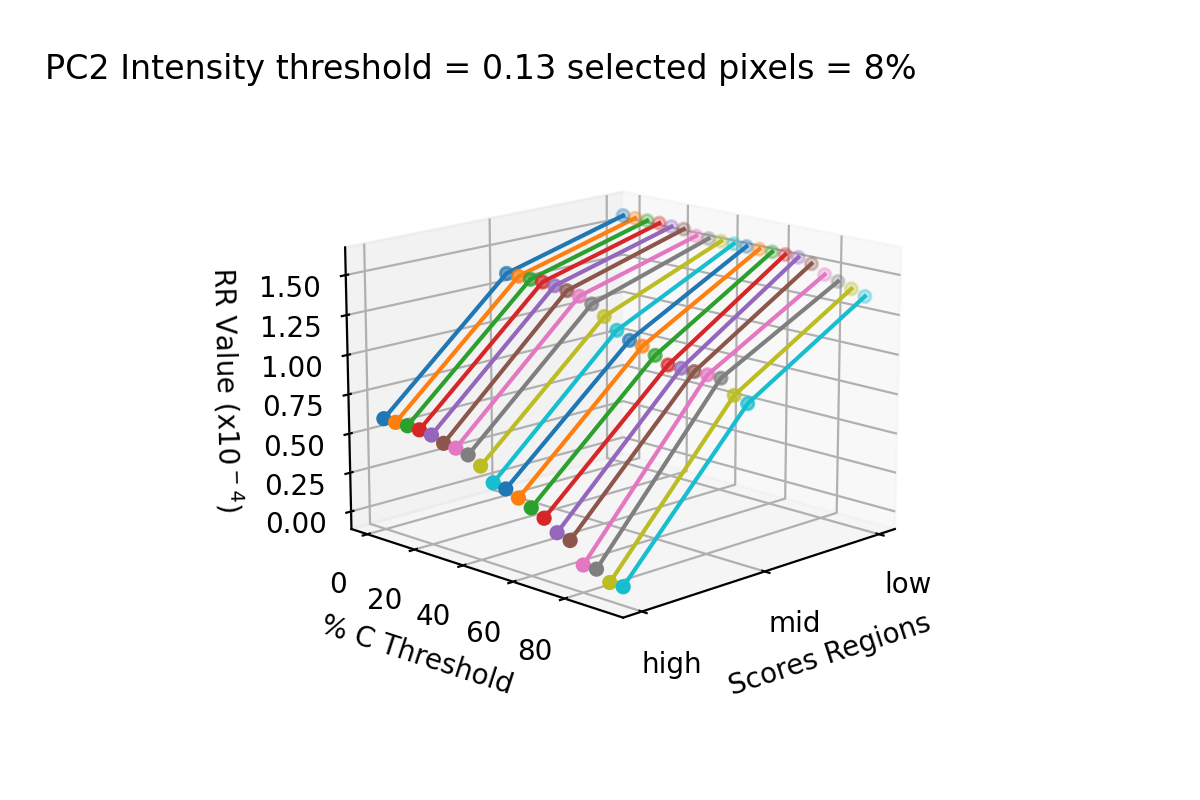 PC2 Intensity threshold = 0.13 selected pixels = 8%
RR Value (x10⁻⁴)
1.50
1.25
1.00
0.75
0.50
0.25
0.00
0
20
40
60
80
% C Threshold
high
mid
low
Scores Regions